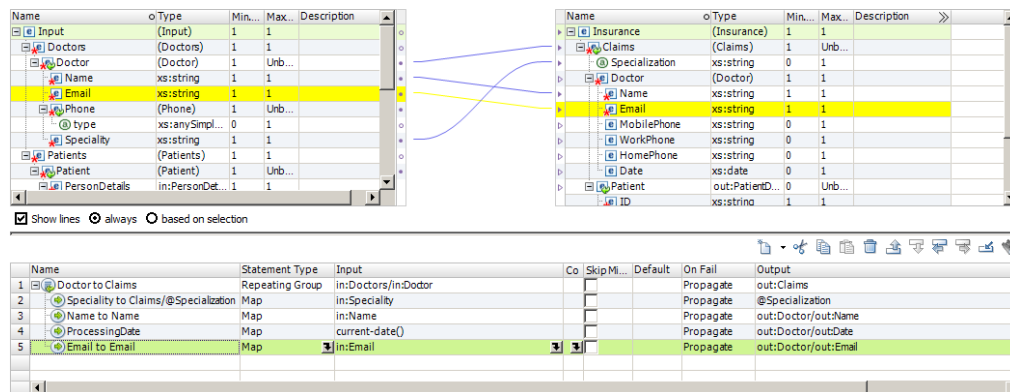 Name Type Min... Max... Description Name Type Min... Max... Description
Input (Input) 1 1 Insurance (Insurance) 1 1
Doctors (Doctors) 1 1 Claims (Claims) 1 Unb...
Doctor (Doctor) 1 Unb... Specialization xs:string 0 1
Name xs:string 1 1 Doctor (Doctor) 1 1
Email xs:string 1 1 Name xs:string 1 1
Phone (Phone) 1 Unb... Email xs:string 1 1
type xs:anySimpl... 0 1 MobilePhone xs:string 0 1
Speciality xs:string 1 1 WorkPhone xs:string 0 1
Patients (Patients) 1 1 HomePhone xs:string 0 1
Patient (Patient) 1 Unb... Date xs:date 0 1
PersonDetails in:PersonDet... 1 1 Patient out:PatientD... 0 Unb...
ID xs:string 1 1
Show lines always based on selection
Name Statement Type Input Co SkipMi... Default On Fail Output
1 Doctor to Claims Repeating Group in:Doctors/in:Doctor Propagate out:Claims
2 Speciality to Claims/@Specialization Map in:Speciality Propagate @Specialization
3 Name to Name Map in:Name Propagate out:Doctor/out:Name
4 ProcessingDate Map current-date() Propagate out:Doctor/out:Date
5 Email to Email Map in:Email Propagate out:Doctor/out:Email